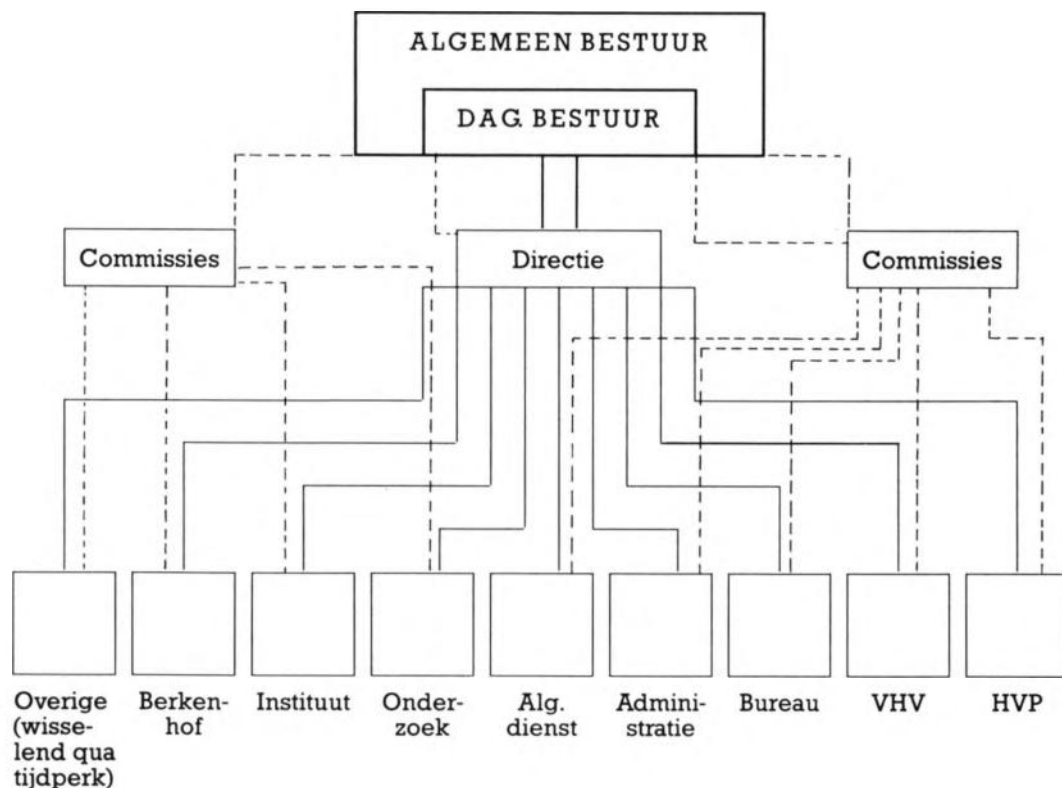 ALGEMEEN BESTUUR
DAG. BESTUUR
Commissies
Directie
Commissies
Overige
(wisse-
lend qua
tijdperk)
Berken-
hof
Instituut
Onder-
zoek
Alg.
dienst
Admini-
stratie
Bureau
VHV
HVP